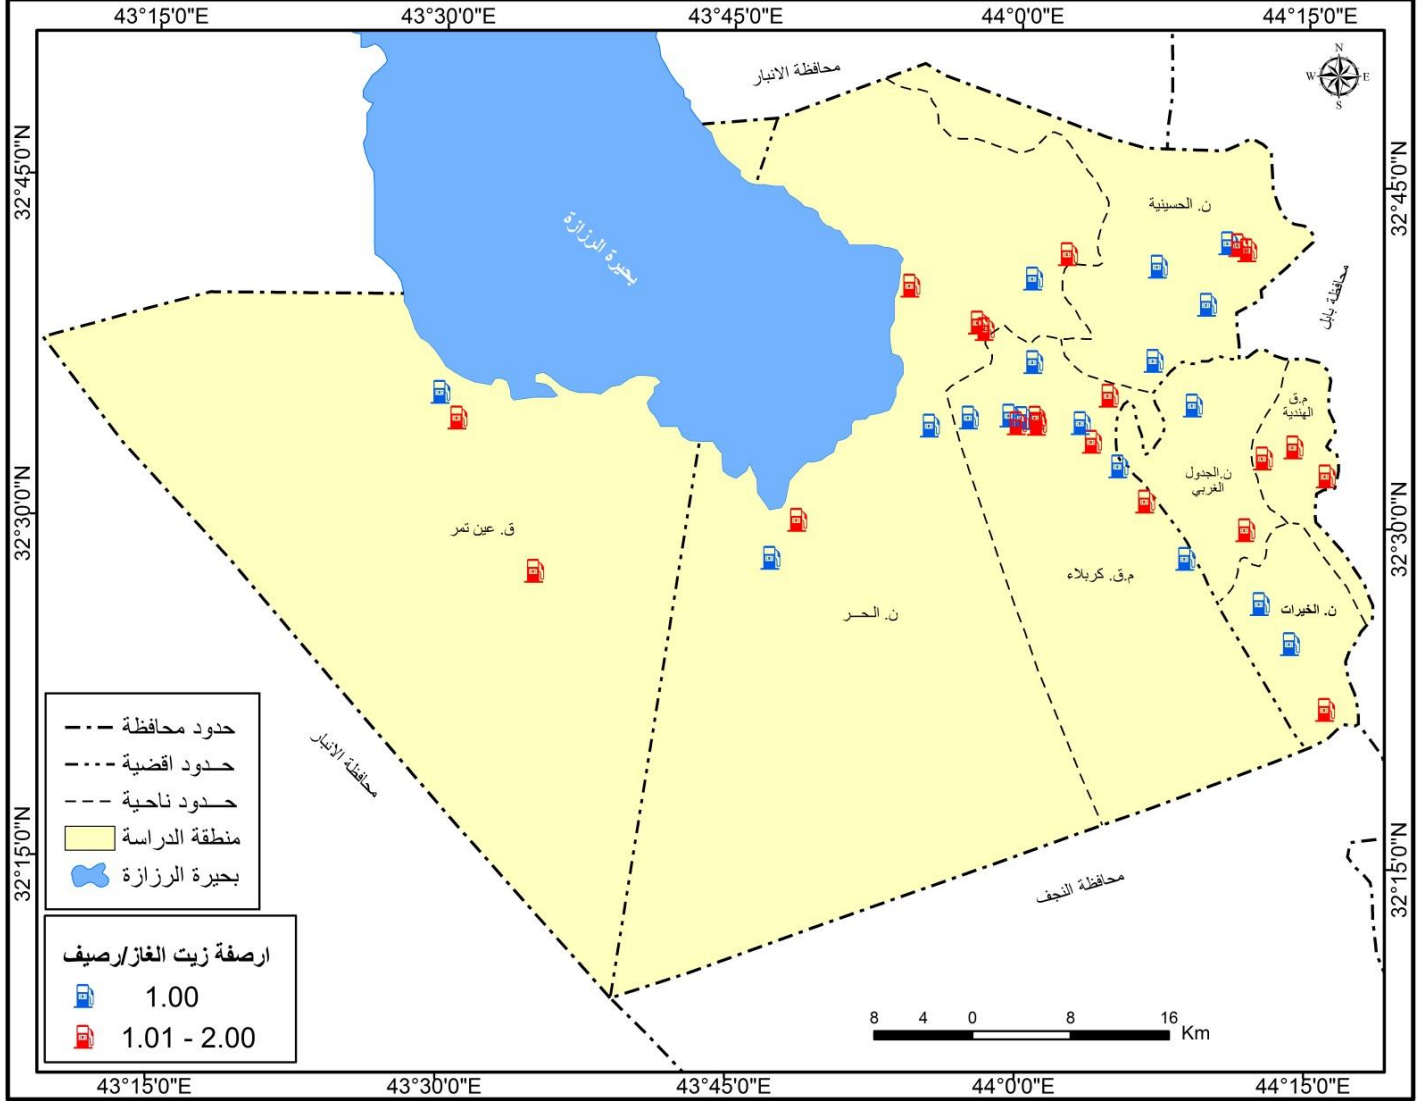 43°15'0"E 43°30'0"E 43°45'0"E 44°0'0"E 44°15'0"E
N
W E
S
محافظة الانبار
32°45'0"N 32°45'0"N
ن. الحسينية
بحيرة الرزازة
محافظة بابل
م.ق
الهندية
ن.الجدول
الغربي
32°30'0"N 32°30'0"N
ق. عين تمر
م.ق. كربلاء
ن. الحـــر
ن. الخيرات
محافظة الانبار
حدود محافظة
حـدود اقضية
حــدود ناحية
منطقة الدراسة
بحيرة الرزازة
32°15'0"N 32°15'0"N
محافظة النجف
ارصفة زيت الغاز/رصيف
1.00
1.01 - 2.00
8 4 0 8 16
Km
43°15'0"E 43°30'0"E 43°45'0"E 44°0'0"E 44°15'0"E